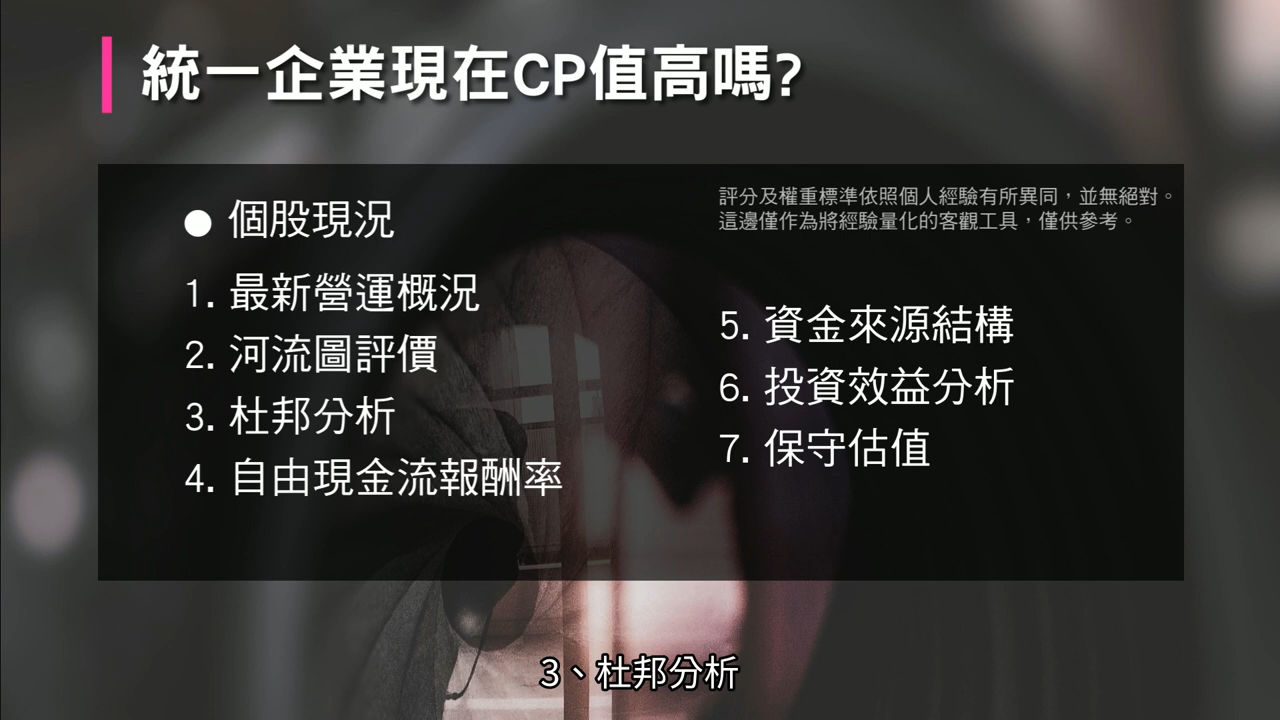 統一企業現在CP值高嗎?
評分及權重標準依照個人經驗有所異同，並無絕對。
這邊僅作為將經驗量化的客觀工具，僅供參考。
● 個股現況
1. 最新營運概況
2. 河流圖評價
3. 杜邦分析
4. 自由現金流報酬率
5. 資金來源結構
6. 投資效益分析
7. 保守估值
3、杜邦分析